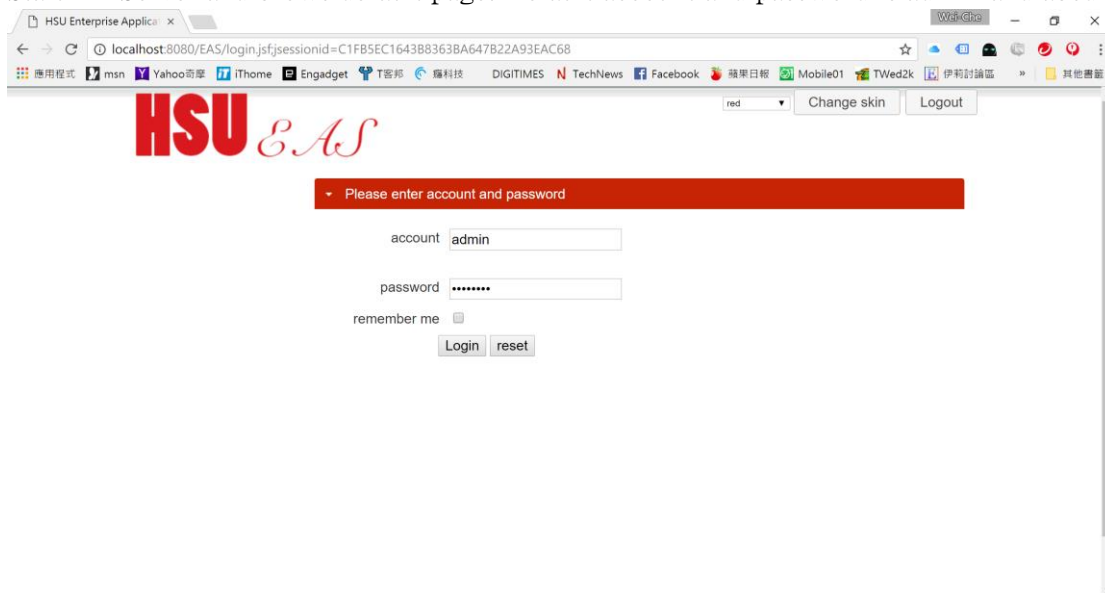 HSU Enterprise Applica
Wei-Che
localhost:8080/EAS/login.jsf;jsessionid=C1FB5EC1643B8363BA647B22A93EAC68
應用程式 msn Yahoo奇摩 iThome Engadget T客邦 癮科技 DIGITIMES TechNews Facebook 蘋果日報 Mobile01 TWed2k 伊莉討論區 » 其他書籤
HSU EAS
red Change skin Logout
Please enter account and password
account admin
password ••••••••
remember me
Login reset